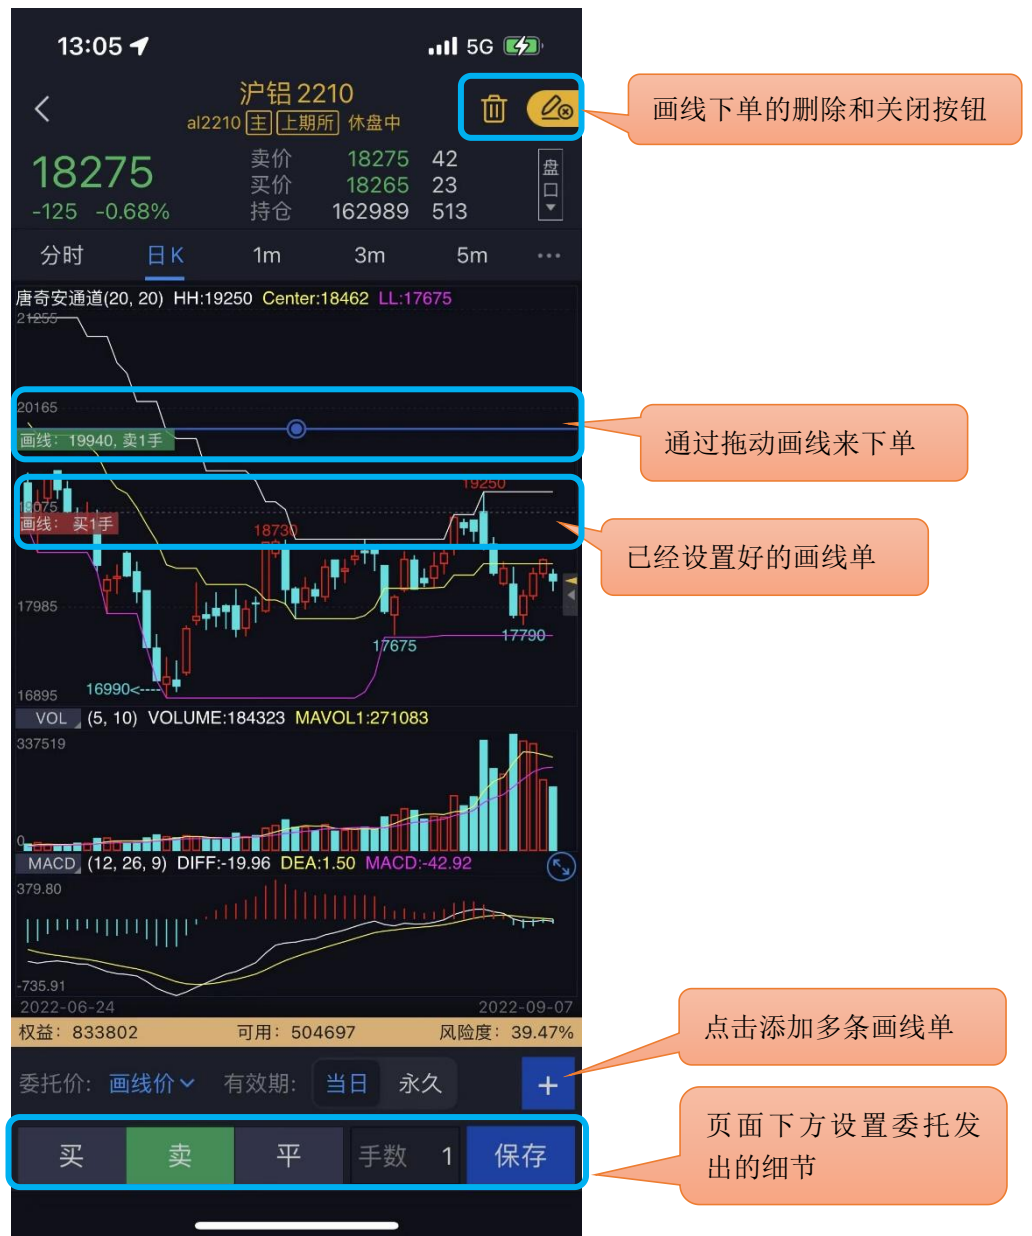 13:05
5G
沪铝2210
al2210 主 上期所 休盘中
画线下单的删除和关闭按钮
18275
-125 -0.68%
卖价 18275 42
买价 18265 23
持仓 162989 513
盘口
分时 日K 1m 3m 5m ...
唐奇安通道(20, 20) HH:19250 Center:18462 LL:17675
21255
20165
画线: 19940, 卖1手
通过拖动画线来下单
19250
19075
画线: 买1手
18730
已经设置好的画线单
17985
17675
17790
16990<----
16895
VOL (5, 10) VOLUME:184323 MAVOL1:271083
337519
0
MACD (12, 26, 9) DIFF:-19.96 DEA:1.50 MACD:-42.92
379.80
-735.91
2022-06-24 2022-09-07
权益: 833802 可用: 504697 风险度: 39.47%
点击添加多条画线单
委托价: 画线价 有效期: 当日 永久 +
页面下方设置委托发
出的细节
买 卖 平 手数 1 保存